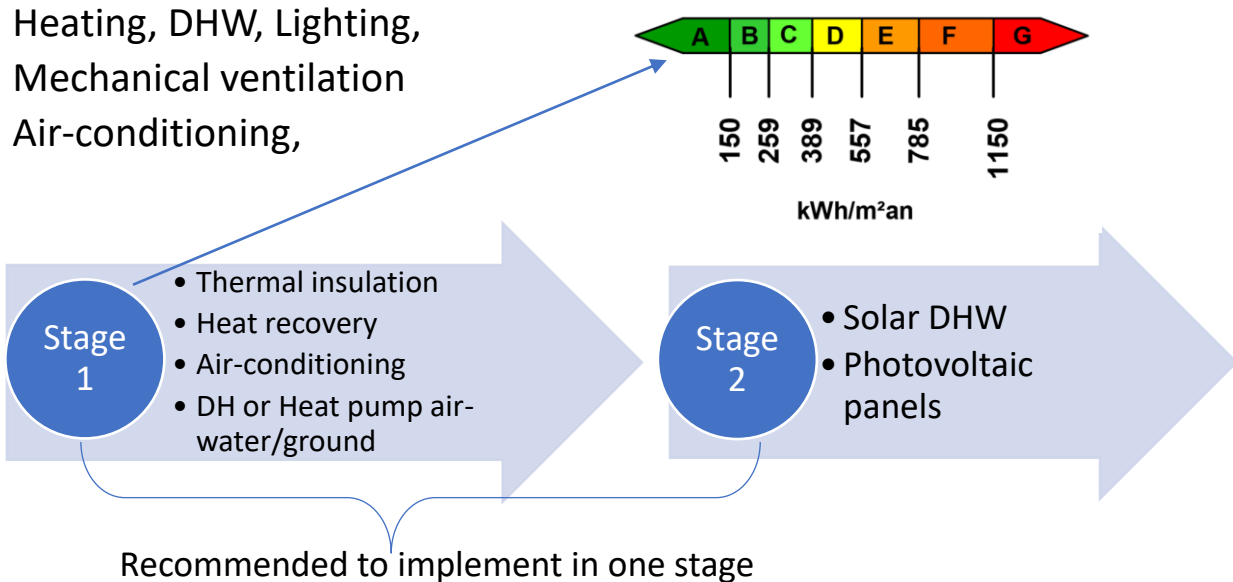 Heating, DHW, Lighting,
Mechanical ventilation
Air-conditioning,
A B C D E F G
150 259 389 557 785 1150
kWh/m²an
Stage
1
• Thermal insulation
• Heat recovery
• Air-conditioning
• DH or Heat pump air-
water/ground
Stage
2
• Solar DHW
• Photovoltaic
panels
Recommended to implement in one stage